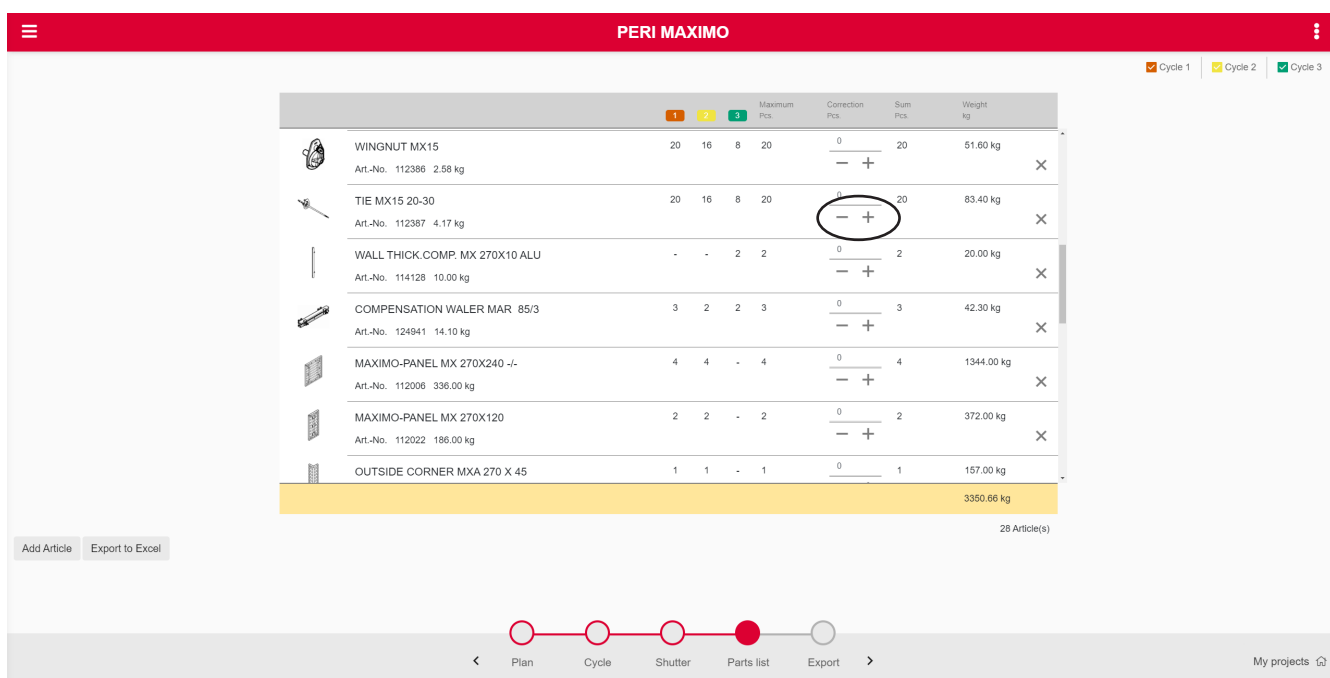 PERI MAXIMO
Cycle 1 Cycle 2 Cycle 3
1 2 3 Maximum Pcs. Correction Pcs. Sum Pcs. Weight kg
WINGNUT MX15 20 16 8 20 0 20 51.60 kg
Art.-No. 112386 2.58 kg
TIE MX15 20-30 20 16 8 20 0 20 83.40 kg
Art.-No. 112387 4.17 kg
WALL THICK.COMP. MX 270X10 ALU - - 2 2 0 2 20.00 kg
Art.-No. 114128 10.00 kg
COMPENSATION WALER MAR 85/3 3 2 2 3 0 3 42.30 kg
Art.-No. 124941 14.10 kg
MAXIMO-PANEL MX 270X240 -/- 4 4 - 4 0 4 1344.00 kg
Art.-No. 112006 336.00 kg
MAXIMO-PANEL MX 270X120 2 2 - 2 0 2 372.00 kg
Art.-No. 112022 186.00 kg
OUTSIDE CORNER MXA 270 X 45 1 1 - 1 0 1 157.00 kg
3350.66 kg
28 Article(s)
Add Article Export to Excel
Plan Cycle Shutter Parts list Export
My projects